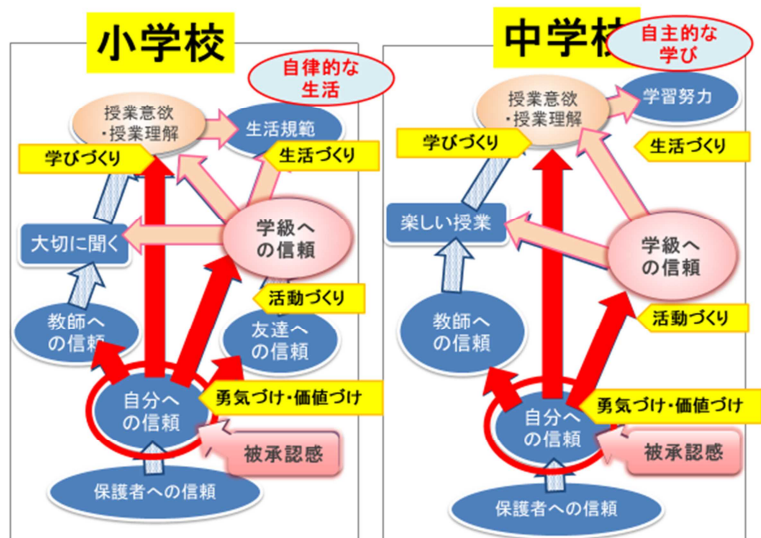 小学校
自律的な
生活
授業意欲
・授業理解
生活規範
学びづくり
生活づくり
大切に聞く
学級へ
の信頼
活動づくり
教師へ
の信頼
友達へ
の信頼
自分へ
の信頼
勇気づけ・価値づけ
被承認感
保護者への信頼
中学校
自主的な
学び
授業意欲
・授業理解
学習努力
学びづくり
生活づくり
楽しい授業
学級へ
の信頼
活動づくり
教師へ
の信頼
自分へ
の信頼
勇気づけ・価値づけ
被承認感
保護者への信頼